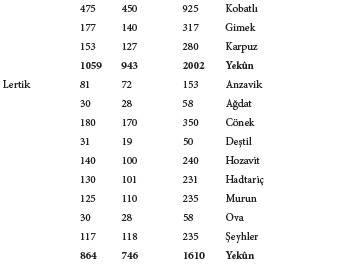 475 450 925 Kobatlı
177 140 317 Gimek
153 127 280 Karpuz
1059 943 2002 Yekûn
Lertik 81 72 153 Anzavik
30 28 58 Ağdat
180 170 350 Cönek
31 19 50 Deştil
140 100 240 Hozavit
130 101 231 Hadtariç
125 110 235 Murun
30 28 58 Ova
117 118 235 Şeyhler
864 746 1610 Yekûn